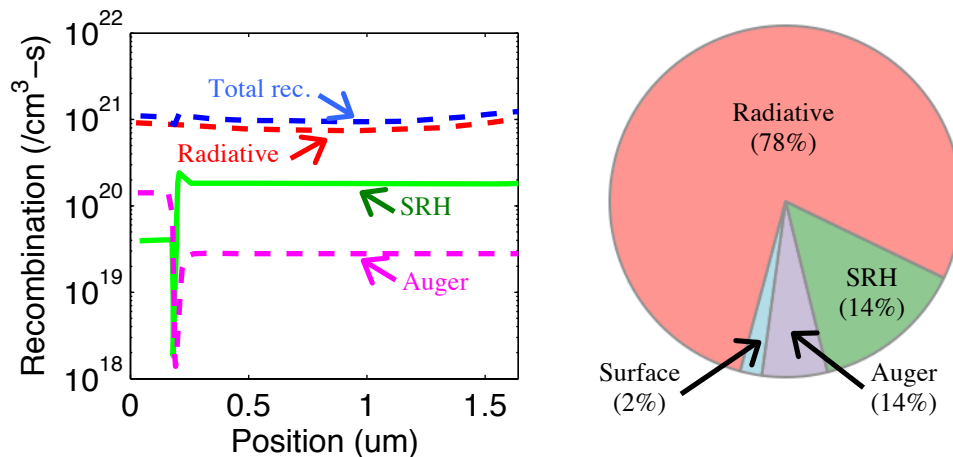 10^22
10^21
10^20
10^19
10^18
Recombination (/cm^3-s)
Total rec.
Radiative
SRH
Auger
0
0.5
1
1.5
Position (um)
Radiative
(78%)
SRH
(14%)
Surface
(2%)
Auger
(14%)